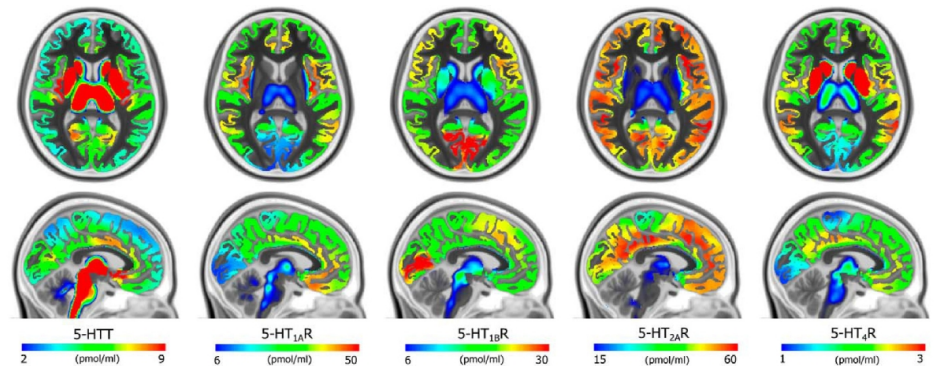 5-HTT
2 (pmol/ml) 9
5-HT1AR
6 (pmol/ml) 50
5-HT1BR
6 (pmol/ml) 30
5-HT2AR
15 (pmol/ml) 60
5-HT4R
1 (pmol/ml) 3